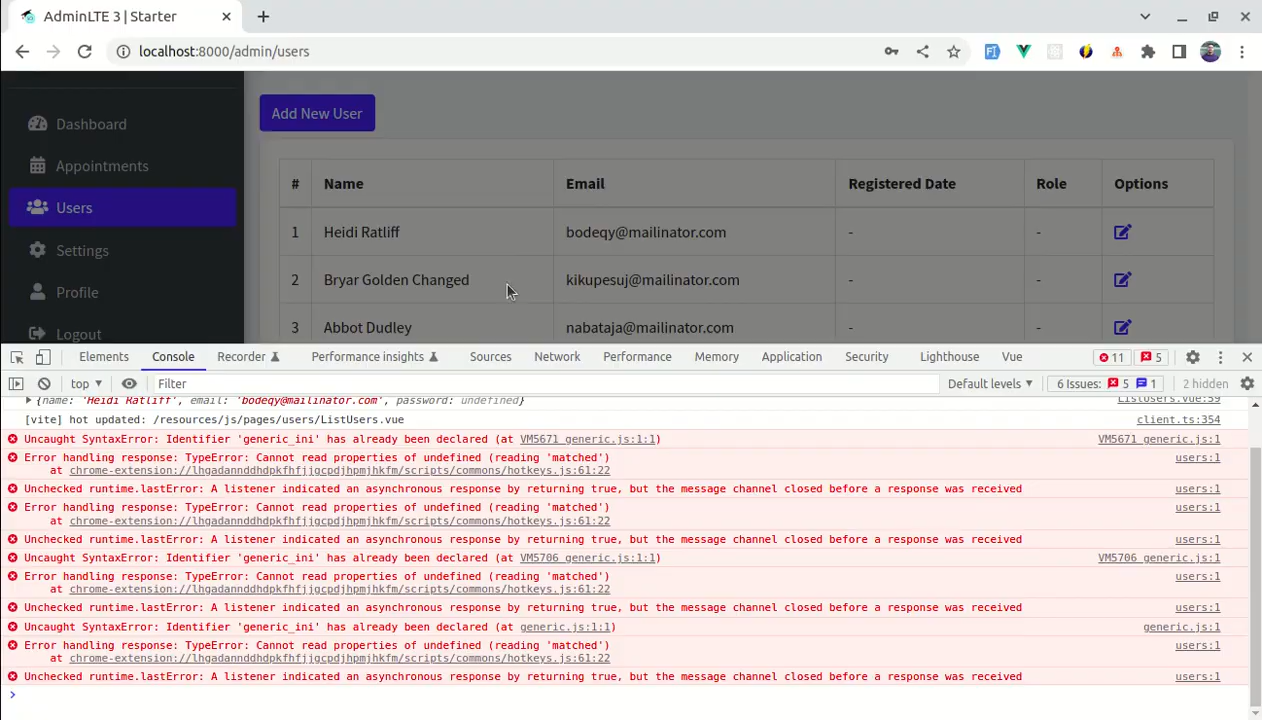 AdminLTE 3 | Starter
localhost:8000/admin/users
Add New User
Dashboard
Appointments
Users
Settings
Profile
Logout
# Name Email Registered Date Role Options
1 Heidi Ratliff bodeqy@mailinator.com - -
2 Bryar Golden Changed kikupesuj@mailinator.com - -
3 Abbot Dudley nabataja@mailinator.com - -
Elements Console Recorder Performance insights Sources Network Performance Memory Application Security Lighthouse Vue 11 5
top Filter Default levels 6 Issues: 5 1 2 hidden
{name: 'Heidi Ratliff', email: 'bodeqy@mailinator.com', password: undefined} ListUsers.vue:59
[vite] hot updated: /resources/js/pages/users/ListUsers.vue client.ts:354
Uncaught SyntaxError: Identifier 'generic_ini' has already been declared (at VM5671 generic.js:1:1) VM5671 generic.js:1
Error handling response: TypeError: Cannot read properties of undefined (reading 'matched') users:1
at chrome-extension://lhgadannddhdpkfhfjjgcpdjhpmjhkfm/scripts/commons/hotkeys.js:61:22
Unchecked runtime.lastError: A listener indicated an asynchronous response by returning true, but the message channel closed before a response was received users:1
Error handling response: TypeError: Cannot read properties of undefined (reading 'matched') users:1
at chrome-extension://lhgadannddhdpkfhfjjgcpdjhpmjhkfm/scripts/commons/hotkeys.js:61:22
Unchecked runtime.lastError: A listener indicated an asynchronous response by returning true, but the message channel closed before a response was received users:1
Uncaught SyntaxError: Identifier 'generic_ini' has already been declared (at VM5706 generic.js:1:1) VM5706 generic.js:1
Error handling response: TypeError: Cannot read properties of undefined (reading 'matched') users:1
at chrome-extension://lhgadannddhdpkfhfjjgcpdjhpmjhkfm/scripts/commons/hotkeys.js:61:22
Unchecked runtime.lastError: A listener indicated an asynchronous response by returning true, but the message channel closed before a response was received users:1
Uncaught SyntaxError: Identifier 'generic_ini' has already been declared (at generic.js:1:1) generic.js:1
Error handling response: TypeError: Cannot read properties of undefined (reading 'matched') users:1
at chrome-extension://lhgadannddhdpkfhfjjgcpdjhpmjhkfm/scripts/commons/hotkeys.js:61:22
Unchecked runtime.lastError: A listener indicated an asynchronous response by returning true, but the message channel closed before a response was received users:1